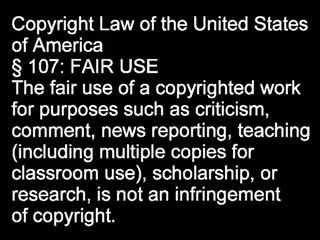 Copyright Law of the United States
of America
§ 107: FAIR USE
The fair use of a copyrighted work
for purposes such as criticism,
comment, news reporting, teaching
(including multiple copies for
classroom use), scholarship, or
research, is not an infringement
of copyright.